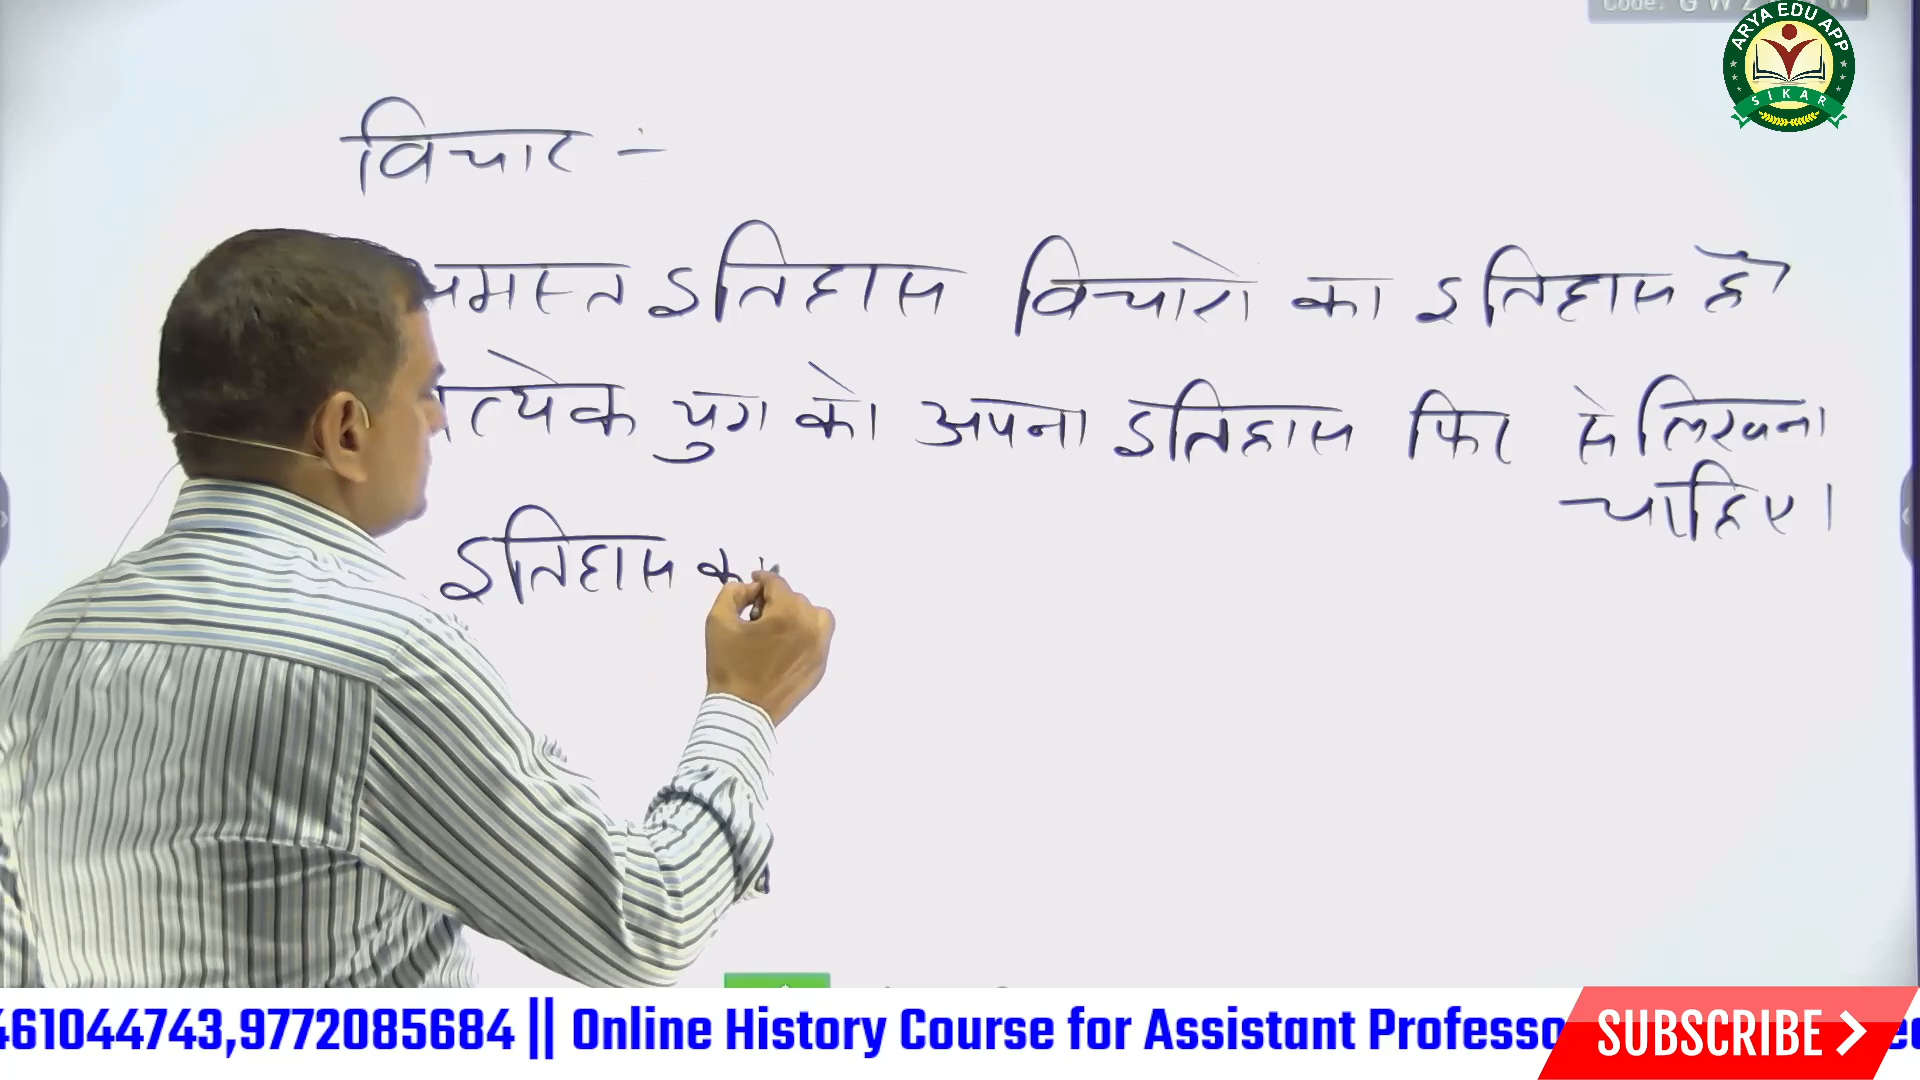 Code: G W Z
ARYA EDU APP
SIKAR
विचार :-
समस्त इतिहास विचारो का इतिहास है
प्रत्येक युग को अपना इतिहास फिर से लिखना
चाहिए।
इतिहास क
461044743,9772085684 || Online History Course for Assistant Professo
SUBSCRIBE